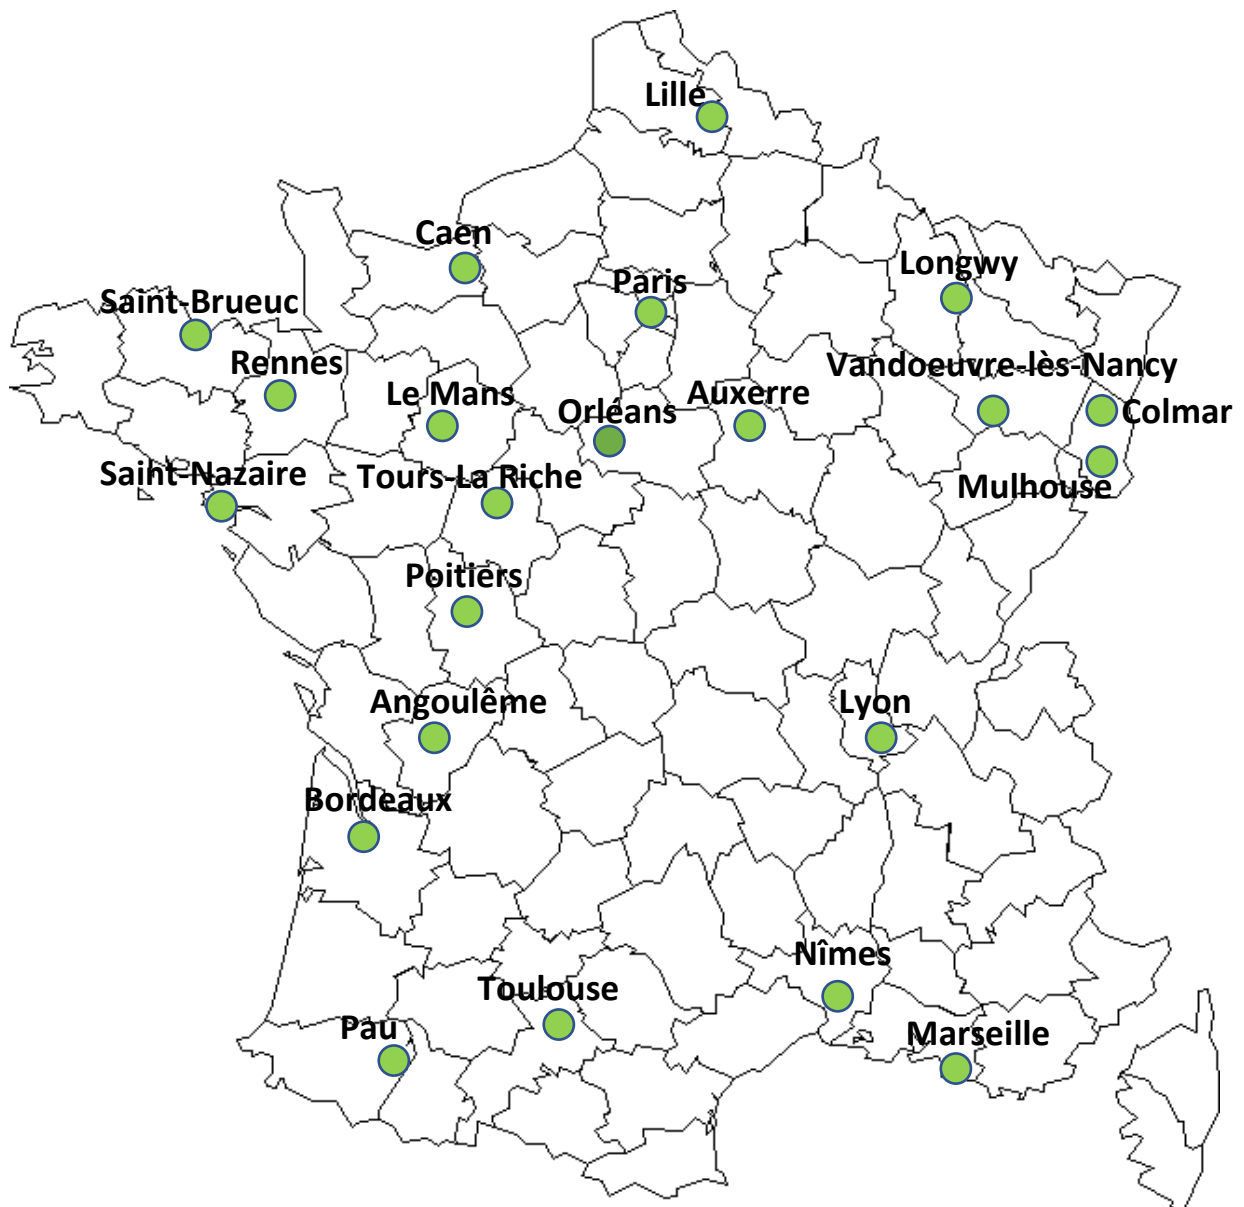 Lille
Caen
Longwy
Paris
Saint-Brueuc
Rennes
Vandoeuvre-lès-Nancy
Le Mans
Auxerre
Orléans
Colmar
Saint-Nazaire
Tours-La Riche
Mulhouse
Poitiers
Angoulême
Lyon
Bordeaux
Nîmes
Toulouse
Pau
Marseille